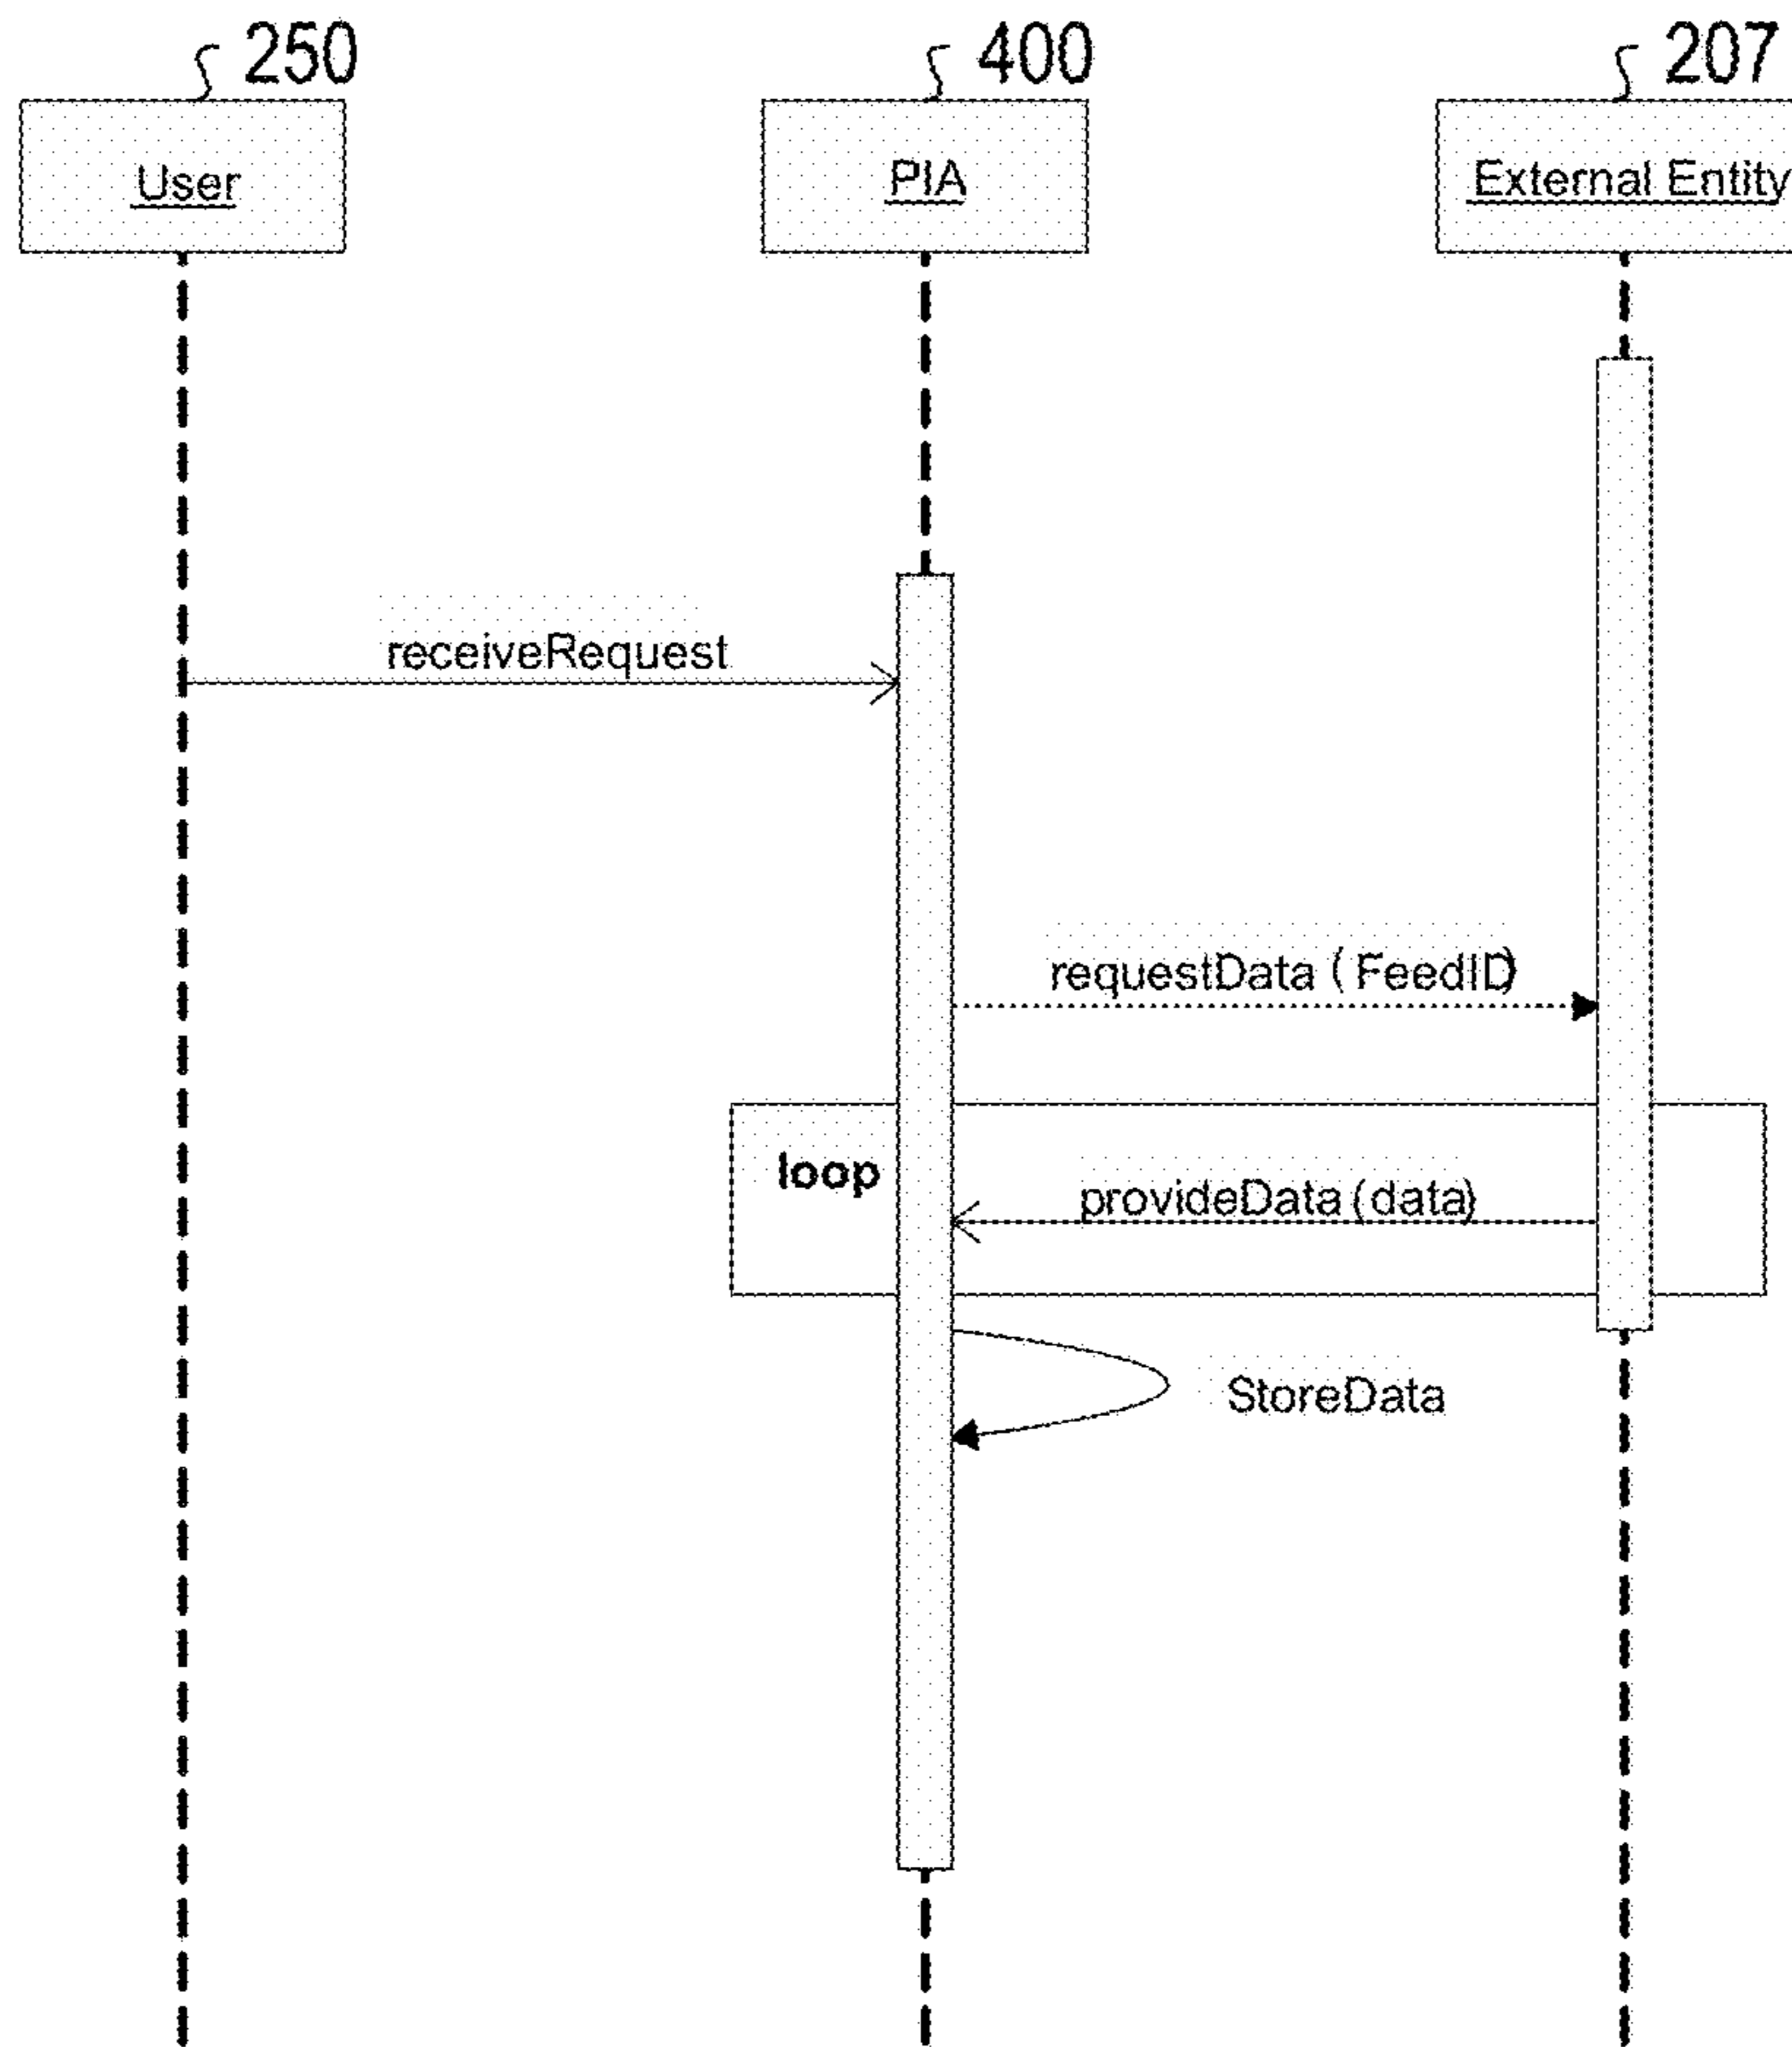 250
400
207
User
PIA
External Entity
receiveRequest
requestData ( FeedID)
loop
provideData (data)
StoreData